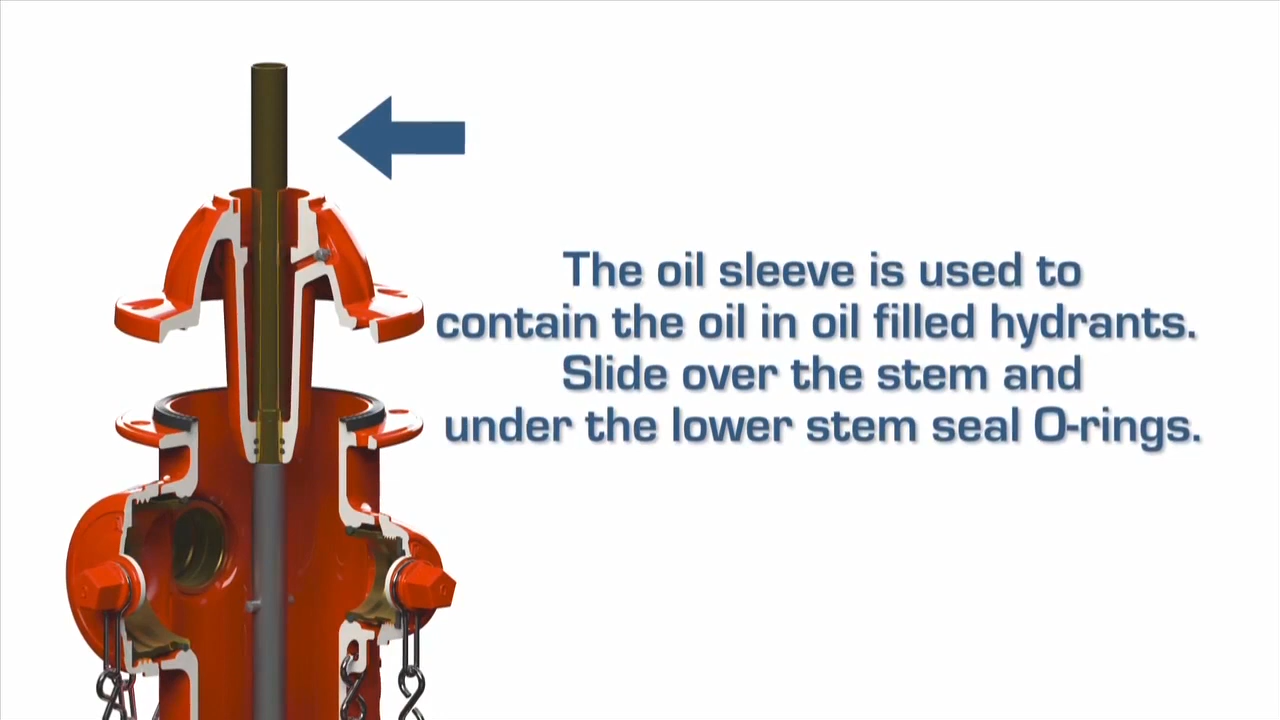 The oil sleeve is used to
contain the oil in oil filled hydrants.
Slide over the stem and
under the lower stem seal O-rings.